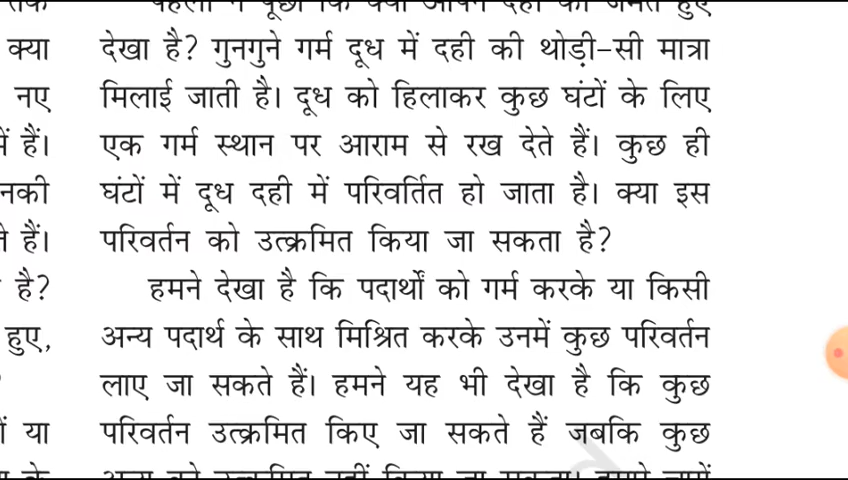 क्या
नए
में हैं।
नकी
ते हैं।
है?
हुए,
या
देखा है? गुनगुने गर्म दूध में दही की थोड़ी-सी मात्रा
मिलाई जाती है। दूध को हिलाकर कुछ घंटों के लिए
एक गर्म स्थान पर आराम से रख देते हैं। कुछ ही
घंटों में दूध दही में परिवर्तित हो जाता है। क्या इस
परिवर्तन को उत्क्रमित किया जा सकता है?
हमने देखा है कि पदार्थों को गर्म करके या किसी
अन्य पदार्थ के साथ मिश्रित करके उनमें कुछ परिवर्तन
लाए जा सकते हैं। हमने यह भी देखा है कि कुछ
परिवर्तन उत्क्रमित किए जा सकते हैं जबकि कुछ